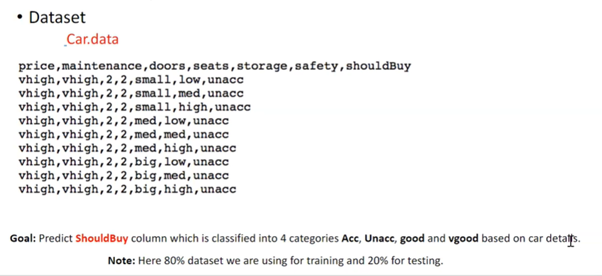 • Dataset
Car.data
price,maintenance,doors,seats,storage,safety,shouldBuy
vhigh,vhigh,2,2,small,low,unacc
vhigh,vhigh,2,2,small,med,unacc
vhigh,vhigh,2,2,small,high,unacc
vhigh,vhigh,2,2,med,low,unacc
vhigh,vhigh,2,2,med,med,unacc
vhigh,vhigh,2,2,med,high,unacc
vhigh,vhigh,2,2,big,low,unacc
vhigh,vhigh,2,2,big,med,unacc
vhigh,vhigh,2,2,big,high,unacc
Goal: Predict ShouldBuy column which is classified into 4 categories Acc, Unacc, good and vgood based on car details.
Note: Here 80% dataset we are using for training and 20% for testing.